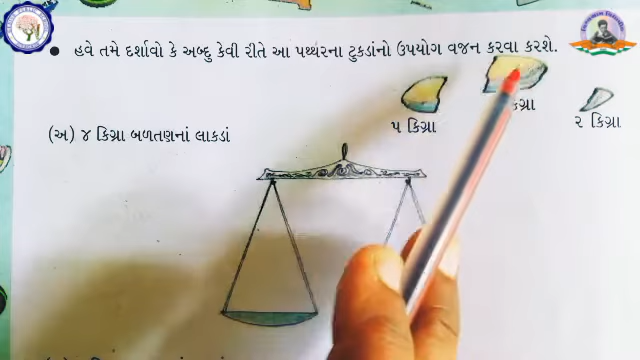 • હવે તમે દર્શાવો કે અબ્દુ કેવી રીતે આ પથ્થરના ટુકડાંનો ઉપયોગ વજન કરવા કરશે.
૫ કિગ્રા કિગ્રા ૨ કિગ્રા
(અ) ૪ કિગ્રા બળતણનાં લાકડાં